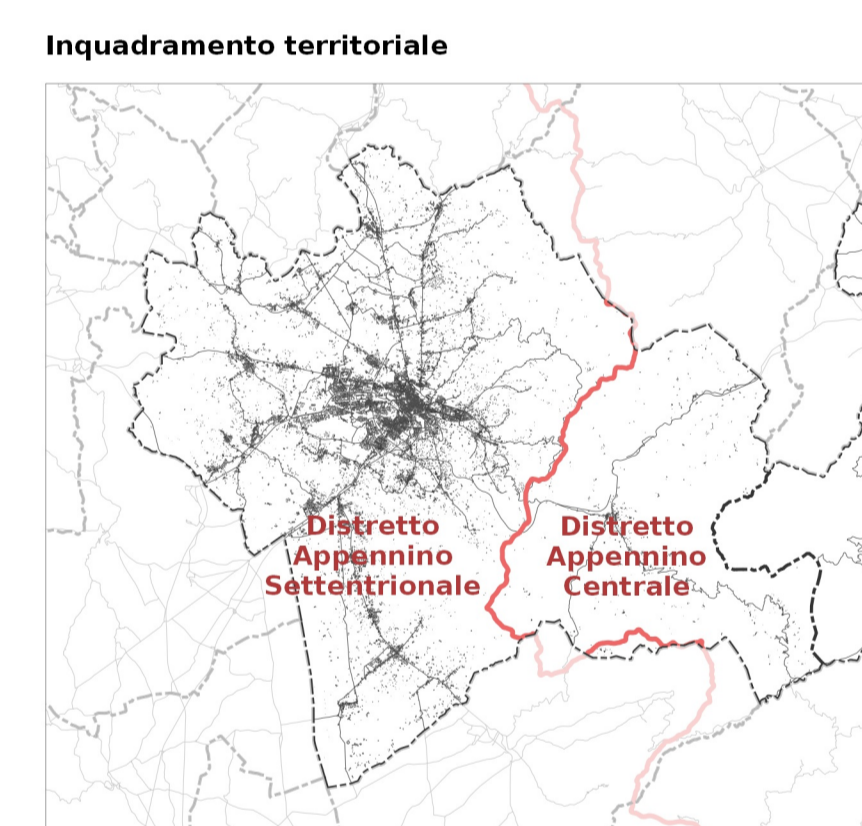 Inquadramento territoriale
Distretto
Appennino
Settentrionale
Distretto
Appennino
Centrale